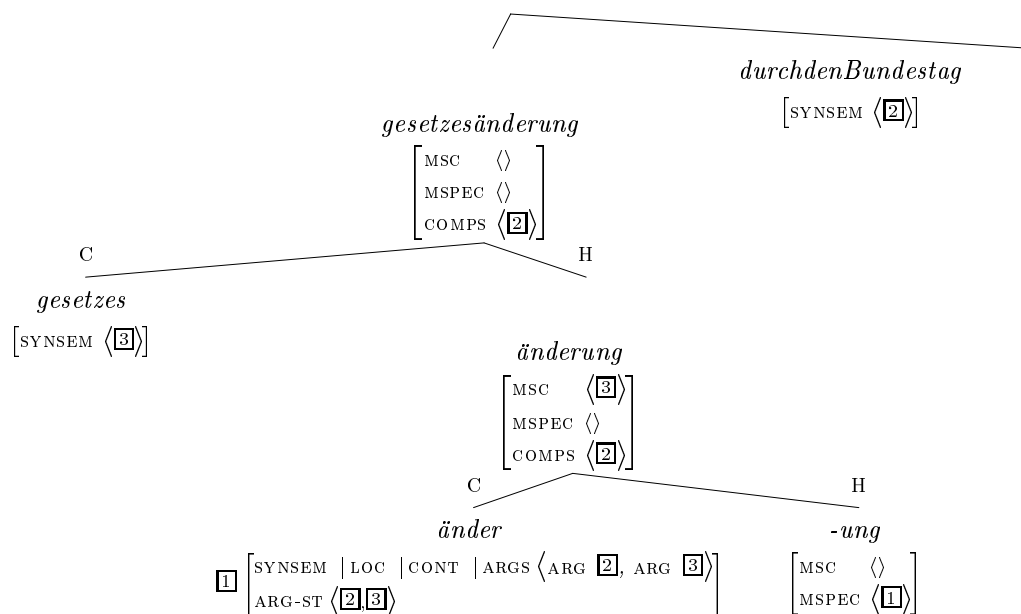 durchdenBundestag
[SYNSEM ⟨2⟩]
gesetzesänderung
MSC ⟨⟩
MSPEC ⟨⟩
COMPS ⟨2⟩
C H
gesetzes
[SYNSEM ⟨3⟩]
änderung
MSC ⟨3⟩
MSPEC ⟨⟩
COMPS ⟨2⟩
C H
änder -ung
1 [SYNSEM |LOC |CONT |ARGS ⟨ARG 2, ARG 3⟩ MSC ⟨⟩
ARG-ST ⟨2,3⟩ MSPEC ⟨1⟩